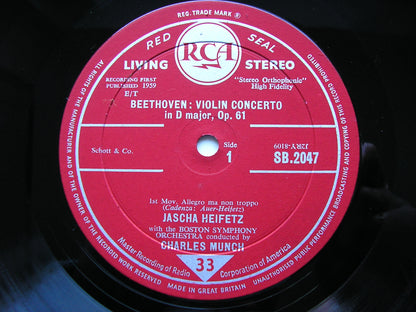 REG. TRADE MARK ®
RED SEAL
RCA
LIVING STEREO
RECORDING FIRST
PUBLISHED 1959
E/T
"Stereo Orthophonic"
High Fidelity
BEETHOVEN : VIOLIN CONCERTO
in D major, Op. 61
Schott & Co.
Side
1
J2RY-6018
SB.2047
1st Mov. Allegro ma non troppo
(Cadenza: Auer-Heifetz)
JASCHA HEIFETZ
with the BOSTON SYMPHONY
ORCHESTRA conducted by
CHARLES MUNCH
Master Recording of Radio Corporation of America
33
ALL RIGHTS OF THE MANUFACTURER AND OF THE OWNER OF THE RECORDED WORK RESERVED
UNAUTHORISED PUBLIC PERFORMANCE BROADCASTING AND COPYING OF THIS RECORD PROHIBITED
MADE IN GREAT BRITAIN